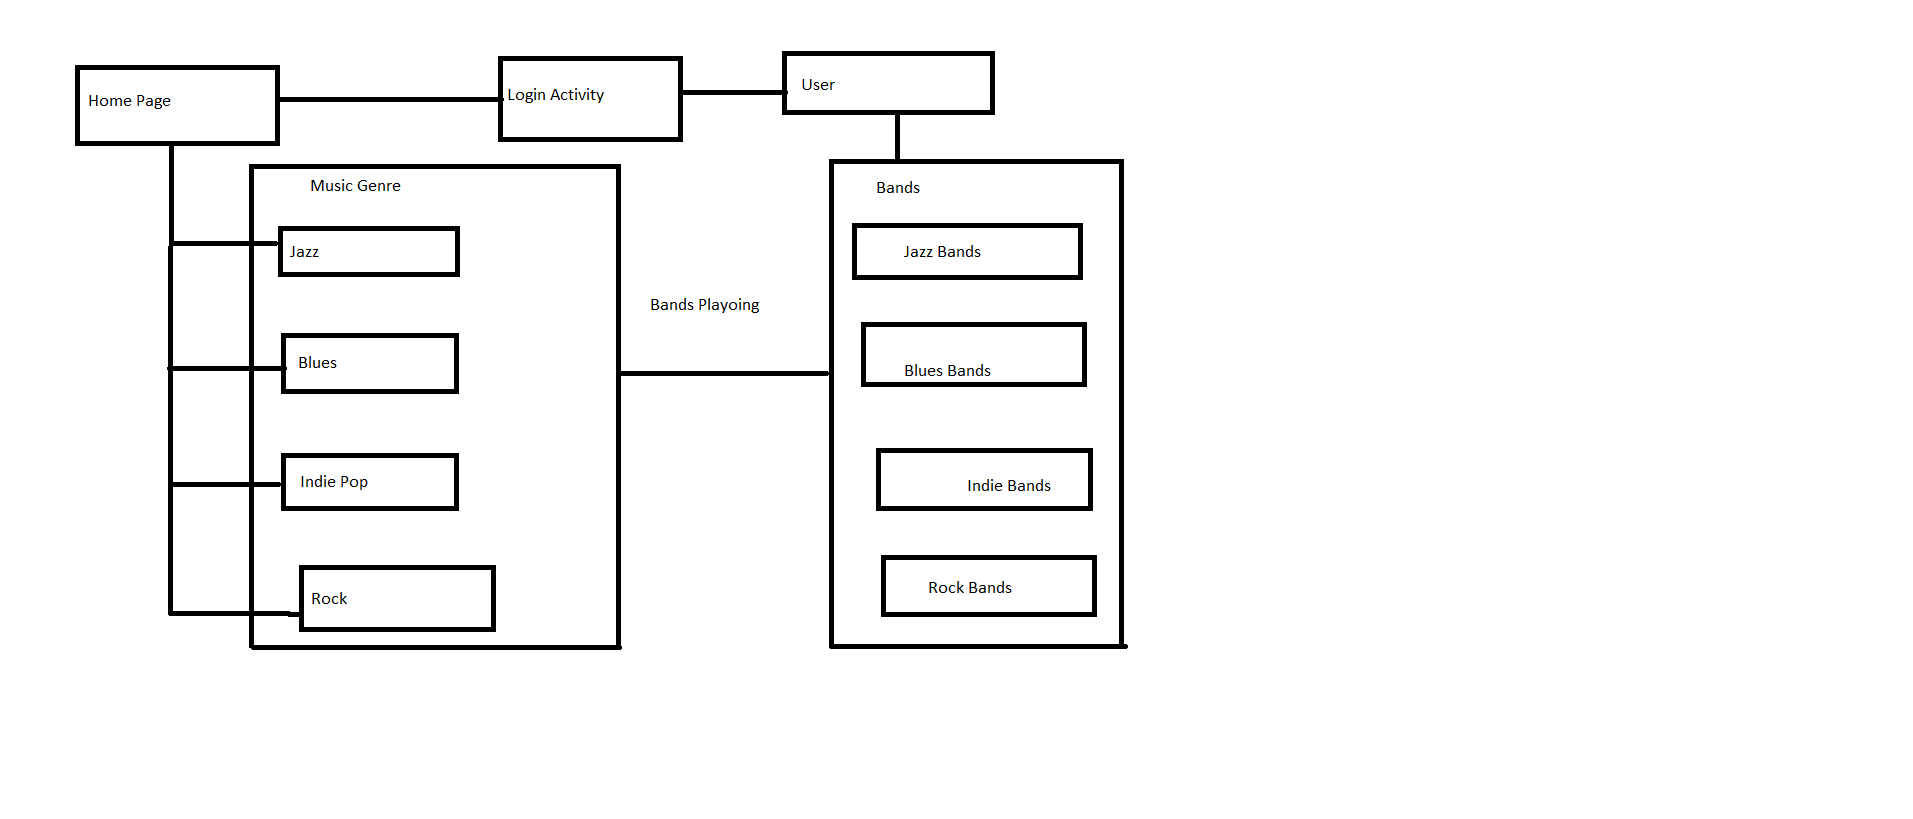 Home Page
Login Activity
User
Music Genre
Jazz
Blues
Indie Pop
Rock
Bands Playoing
Bands
Jazz Bands
Blues Bands
Indie Bands
Rock Bands